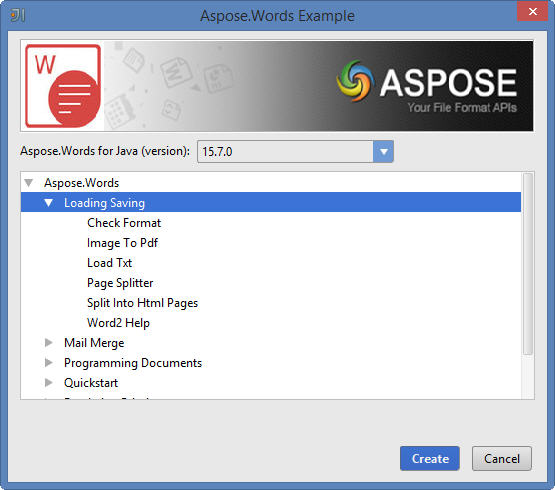 JI
Aspose.Words Example
W
ASPOSE
Your File Format APIs
Aspose.Words for Java (version): 15.7.0
Aspose.Words
Loading Saving
Check Format
Image To Pdf
Load Txt
Page Splitter
Split Into Html Pages
Word2 Help
Mail Merge
Programming Documents
Quickstart
Create Cancel